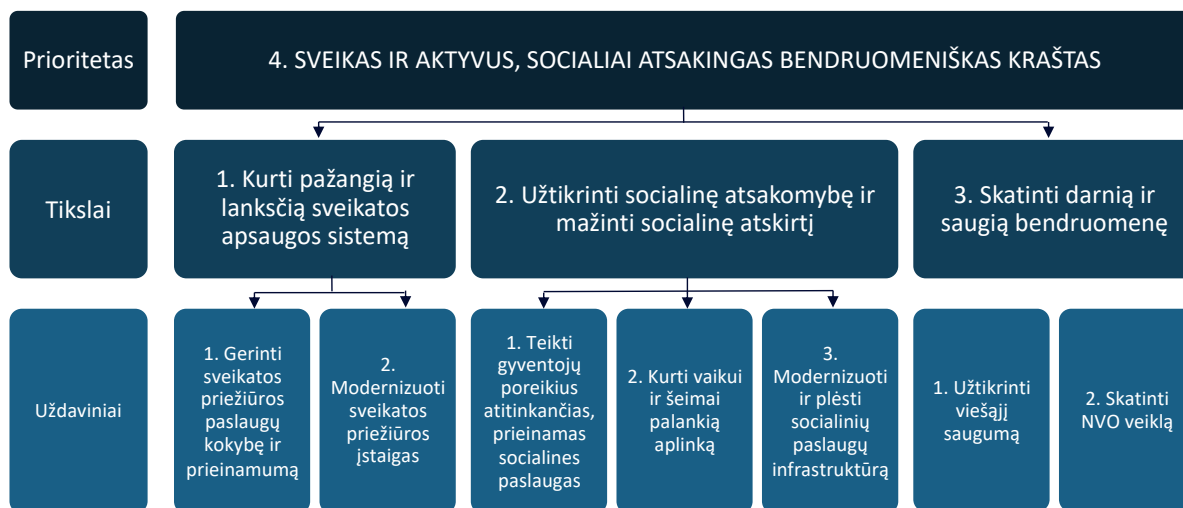 Prioritetas
4. SVEIKAS IR AKTYVUS, SOCIALIAI ATSAKINGAS BENDRUOMENIŠKAS KRAŠTAS
Tikslai
1. Kurti pažangią ir
lanksčią sveikatos
apsaugos sistemą
2. Užtikrinti socialinę atsakomybę ir
mažinti socialinę atskirtį
3. Skatinti darnią ir
saugią bendruomenę
Uždaviniai
1. Gerinti
sveikatos
priežiūros
paslaugų
kokybę ir
prieinamumą
2.
Modernizuoti
sveikatos
priežiūros
įstaigas
1. Teikti
gyventojų
poreikius
atitinkančias,
prieinamas
socialines
paslaugas
2. Kurti vaikui
ir šeimai
palankią
aplinką
3.
Modernizuoti
ir plėsti
socialinių
paslaugų
infrastruktūrą
1. Užtikrinti
viešąjį
saugumą
2. Skatinti
NVO veiklą